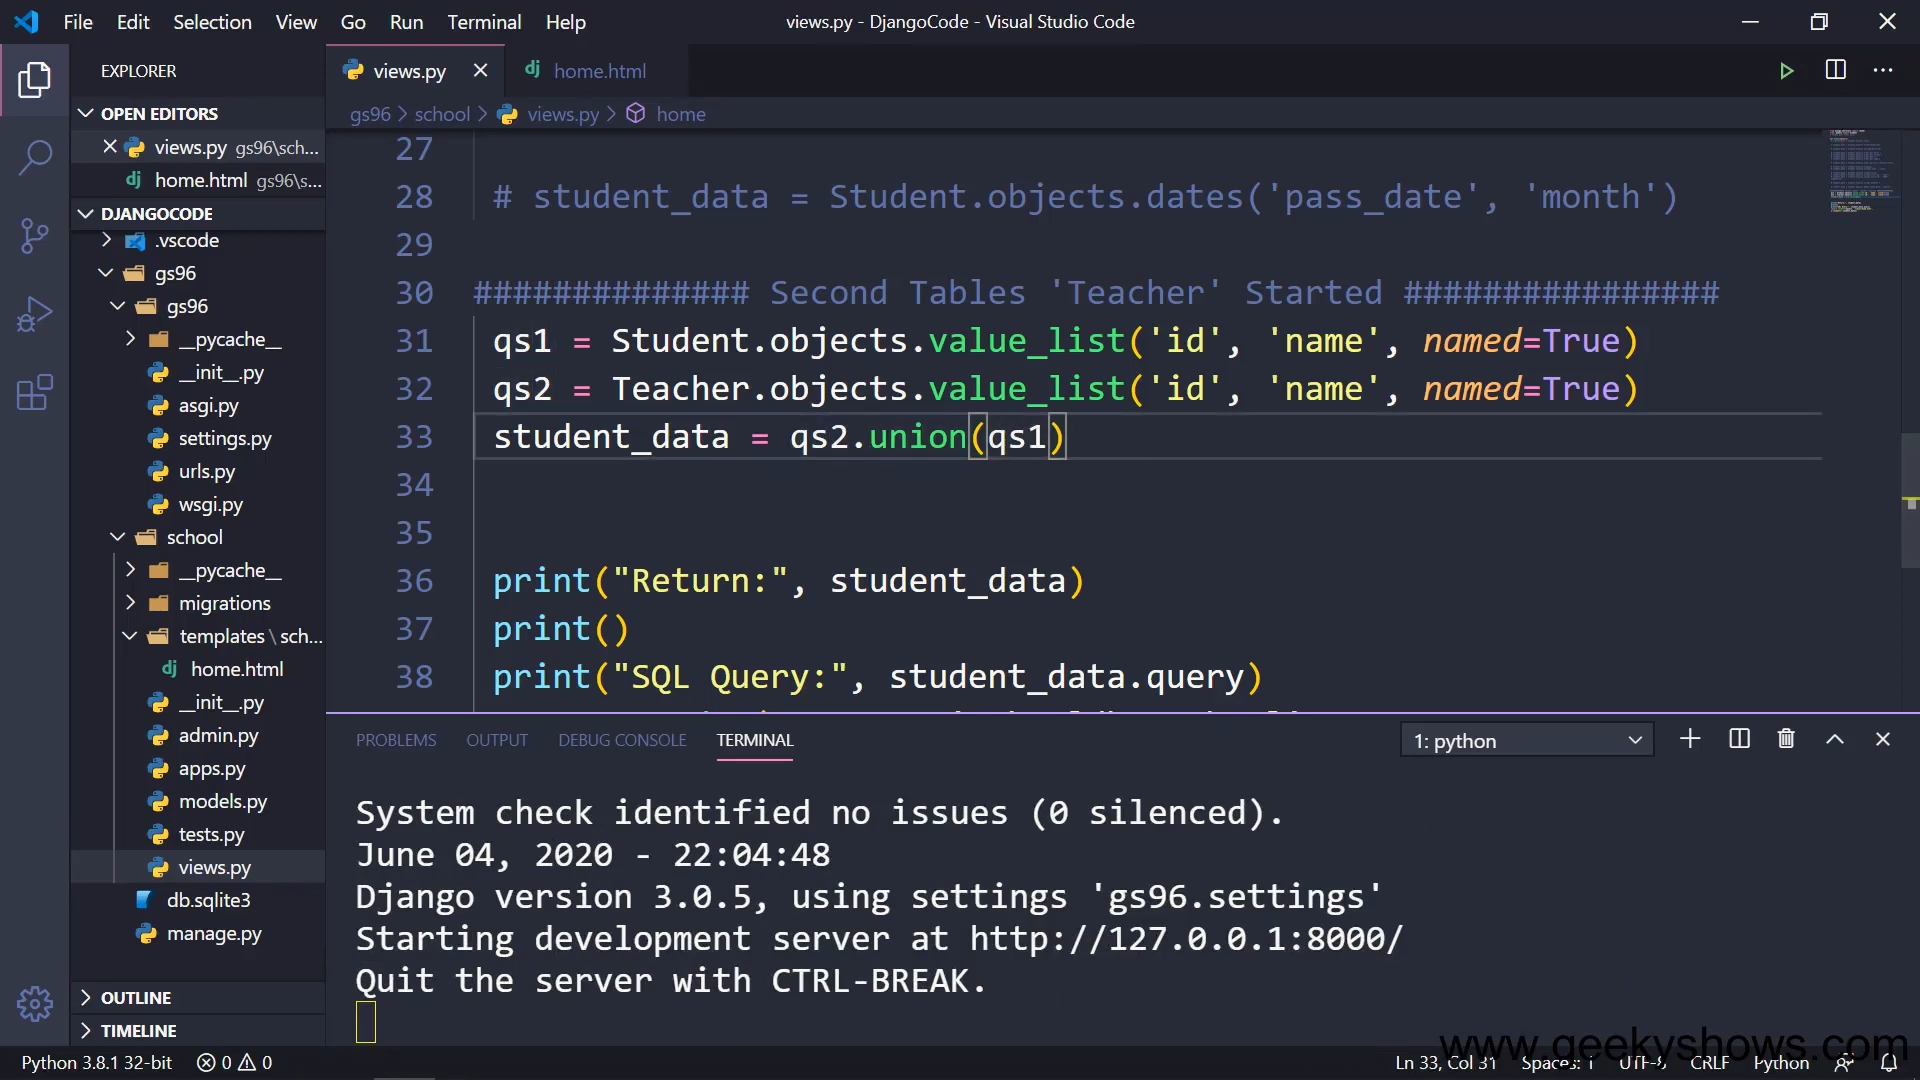 File Edit Selection View Go Run Terminal Help
views.py - DjangoCode - Visual Studio Code
EXPLORER
OPEN EDITORS
views.py gs96\sch...
home.html gs96\s...
DJANGOCODE
.vscode
gs96
gs96
__pycache__
__init__.py
asgi.py
settings.py
urls.py
wsgi.py
school
__pycache__
migrations
templates \ sch...
home.html
__init__.py
admin.py
apps.py
models.py
tests.py
views.py
db.sqlite3
manage.py
OUTLINE
TIMELINE
views.py
home.html
gs96 > school > views.py > home
27
28 # student_data = Student.objects.dates('pass_date', 'month')
29
30 ############## Second Tables 'Teacher' Started ################
31 qs1 = Student.objects.value_list('id', 'name', named=True)
32 qs2 = Teacher.objects.value_list('id', 'name', named=True)
33 student_data = qs2.union(qs1)
34
35
36 print("Return:", student_data)
37 print()
38 print("SQL Query:", student_data.query)
PROBLEMS OUTPUT DEBUG CONSOLE TERMINAL
1: python
System check identified no issues (0 silenced).
June 04, 2020 - 22:04:48
Django version 3.0.5, using settings 'gs96.settings'
Starting development server at http://127.0.0.1:8000/
Quit the server with CTRL-BREAK.
www.geekyshows.com
Python 3.8.1 32-bit 0 0
Ln 33, Col 31 Spaces: 1 UTF-8 CRLF Python